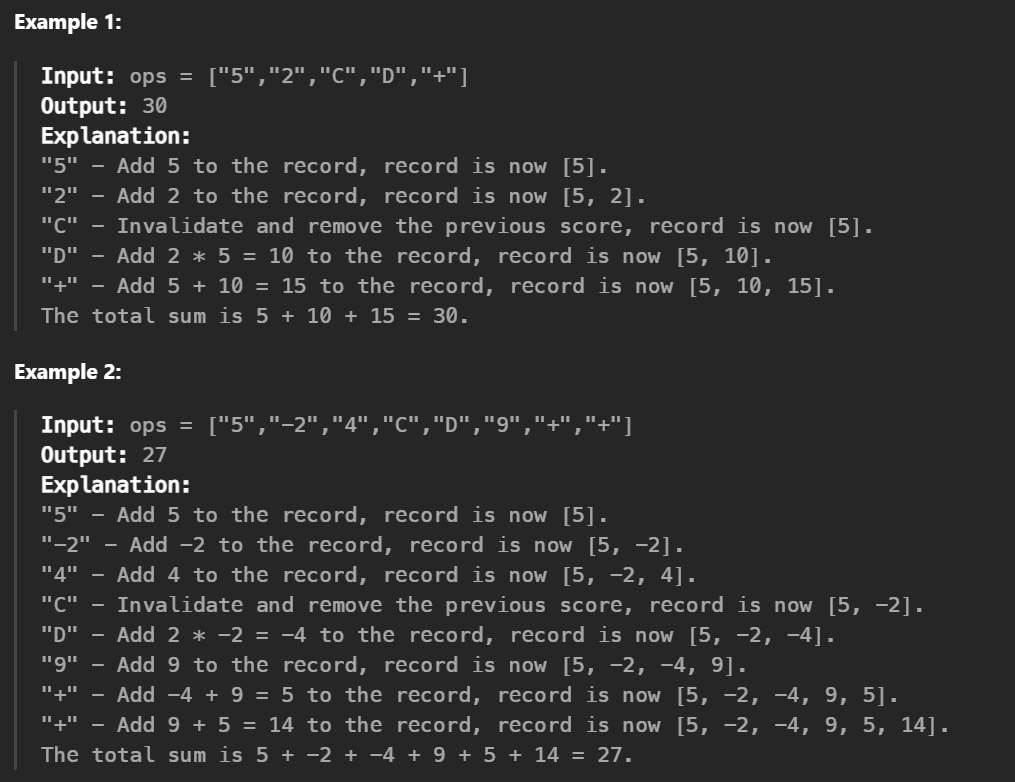 Example 1:
Input: ops = ["5","2","C","D","+"]
Output: 30
Explanation:
"5" - Add 5 to the record, record is now [5].
"2" - Add 2 to the record, record is now [5, 2].
"C" - Invalidate and remove the previous score, record is now [5].
"D" - Add 2 * 5 = 10 to the record, record is now [5, 10].
"+" - Add 5 + 10 = 15 to the record, record is now [5, 10, 15].
The total sum is 5 + 10 + 15 = 30.
Example 2:
Input: ops = ["5","-2","4","C","D","9","+","+"]
Output: 27
Explanation:
"5" - Add 5 to the record, record is now [5].
"-2" - Add -2 to the record, record is now [5, -2].
"4" - Add 4 to the record, record is now [5, -2, 4].
"C" - Invalidate and remove the previous score, record is now [5, -2].
"D" - Add 2 * -2 = -4 to the record, record is now [5, -2, -4].
"9" - Add 9 to the record, record is now [5, -2, -4, 9].
"+" - Add -4 + 9 = 5 to the record, record is now [5, -2, -4, 9, 5].
"+" - Add 9 + 5 = 14 to the record, record is now [5, -2, -4, 9, 5, 14].
The total sum is 5 + -2 + -4 + 9 + 5 + 14 = 27.